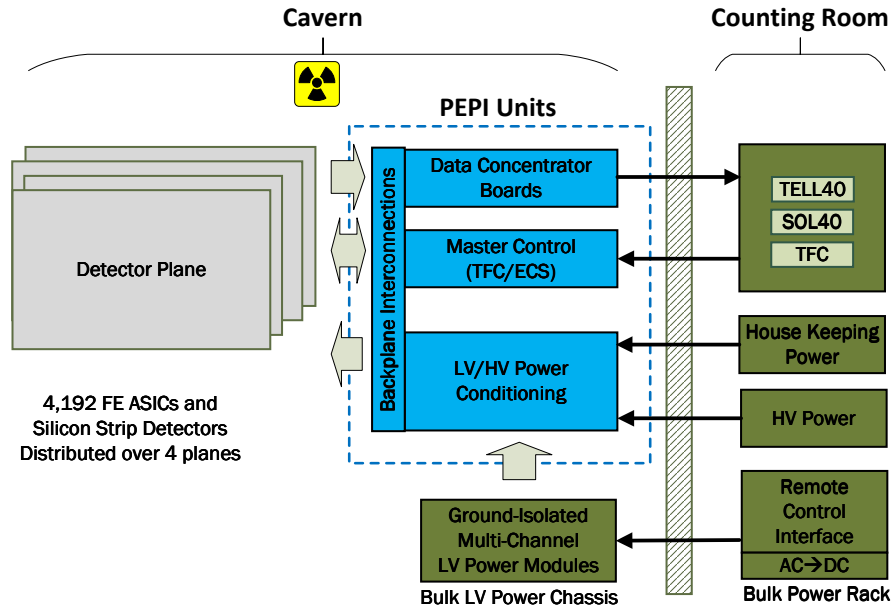 Cavern
Counting Room
PEPI Units
Detector Plane
4,192 FE ASICs and
Silicon Strip Detectors
Distributed over 4 planes
Backplane Interconnections
Data Concentrator
Boards
Master Control
(TFC/ECS)
LV/HV Power
Conditioning
TELL40
SOL40
TFC
House Keeping
Power
HV Power
Ground-Isolated
Multi-Channel
LV Power Modules
Bulk LV Power Chassis
Remote
Control
Interface
AC→DC
Bulk Power Rack